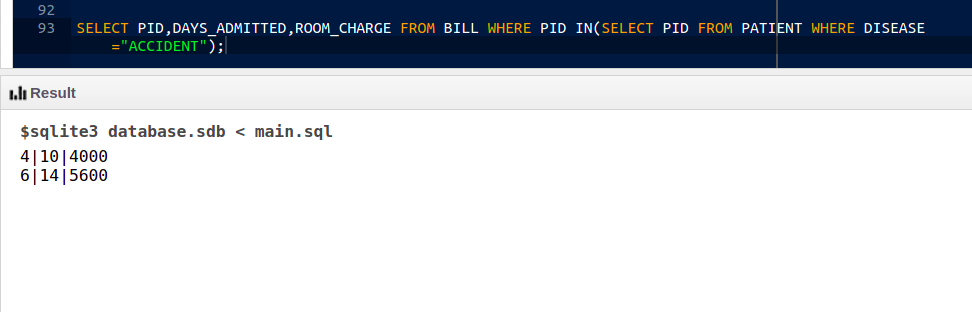 92
93 SELECT PID,DAYS_ADMITTED,ROOM_CHARGE FROM BILL WHERE PID IN(SELECT PID FROM PATIENT WHERE DISEASE
="ACCIDENT");
Result
$sqlite3 database.sdb < main.sql
4|10|4000
6|14|5600